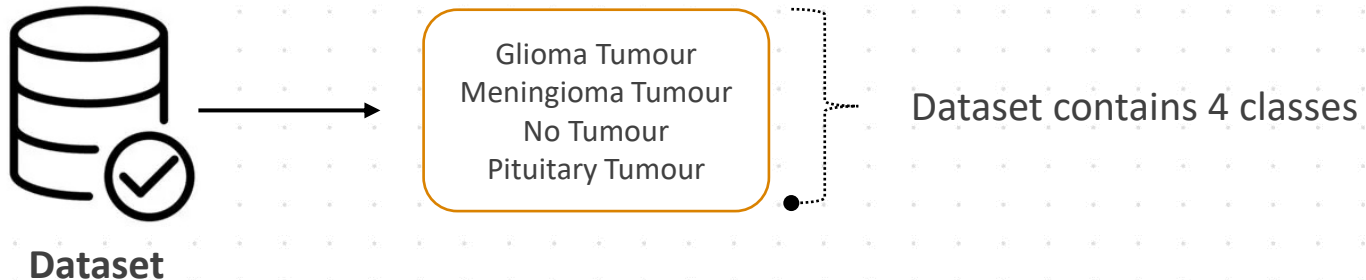 Glioma Tumour
Meningioma Tumour
No Tumour
Pituitary Tumour
Dataset contains 4 classes
Dataset